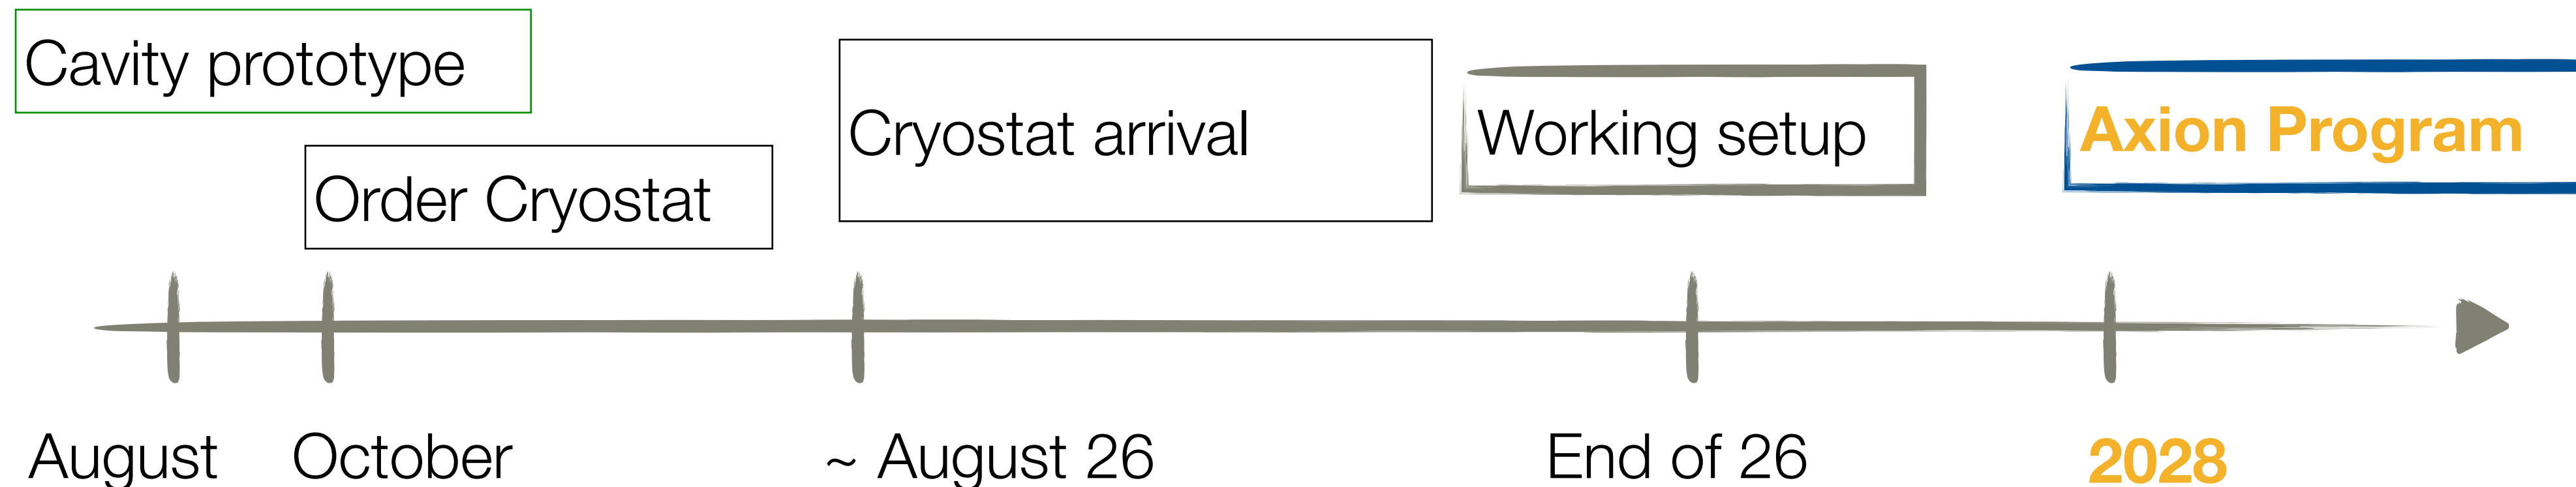 Cavity prototype
Order Cryostat
Cryostat arrival
Working setup
Axion Program
August
October
~ August 26
End of 26
2028